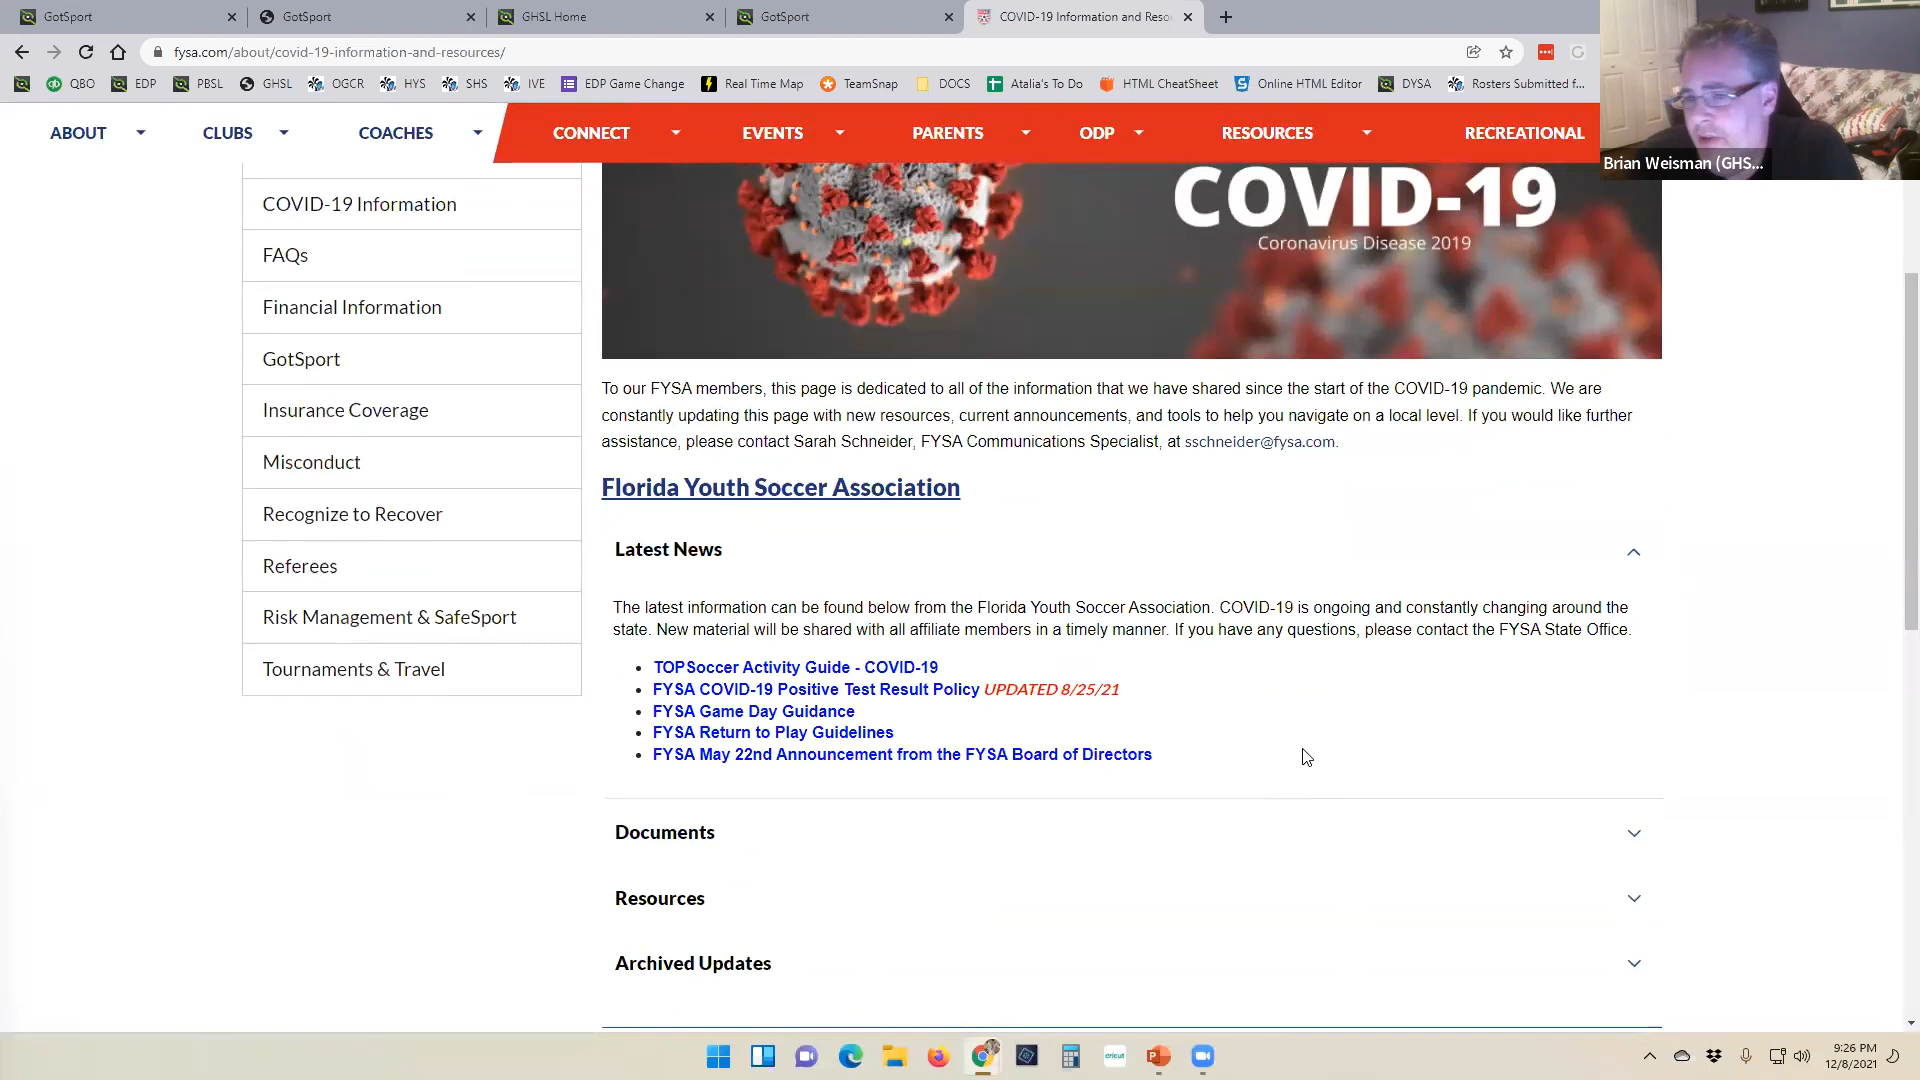 GotSport
GotSport
GHSL Home
GotSport
COVID-19 Information and Reso
fysa.com/about/covid-19-information-and-resources/
QBO
EDP
PBSL
GHSL
OGCR
HYS
SHS
IVE
EDP Game Change
Real Time Map
TeamSnap
DOCS
Atalia's To Do
HTML CheatSheet
Online HTML Editor
DYSA
Rosters Submitted f...
ABOUT
CLUBS
COACHES
CONNECT
EVENTS
PARENTS
ODP
RESOURCES
RECREATIONAL
Brian Weisman (GHS...
COVID-19
Coronavirus Disease 2019
COVID-19 Information
FAQs
Financial Information
GotSport
Insurance Coverage
Misconduct
Recognize to Recover
Referees
Risk Management & SafeSport
Tournaments & Travel
To our FYSA members, this page is dedicated to all of the information that we have shared since the start of the COVID-19 pandemic. We are
constantly updating this page with new resources, current announcements, and tools to help you navigate on a local level. If you would like further
assistance, please contact Sarah Schneider, FYSA Communications Specialist, at sschneider@fysa.com.
Florida Youth Soccer Association
Latest News
The latest information can be found below from the Florida Youth Soccer Association. COVID-19 is ongoing and constantly changing around the
state. New material will be shared with all affiliate members in a timely manner. If you have any questions, please contact the FYSA State Office.
• TOPSoccer Activity Guide - COVID-19
• FYSA COVID-19 Positive Test Result Policy UPDATED 8/25/21
• FYSA Game Day Guidance
• FYSA Return to Play Guidelines
• FYSA May 22nd Announcement from the FYSA Board of Directors
Documents
Resources
Archived Updates
cricut
9:26 PM
12/8/2021